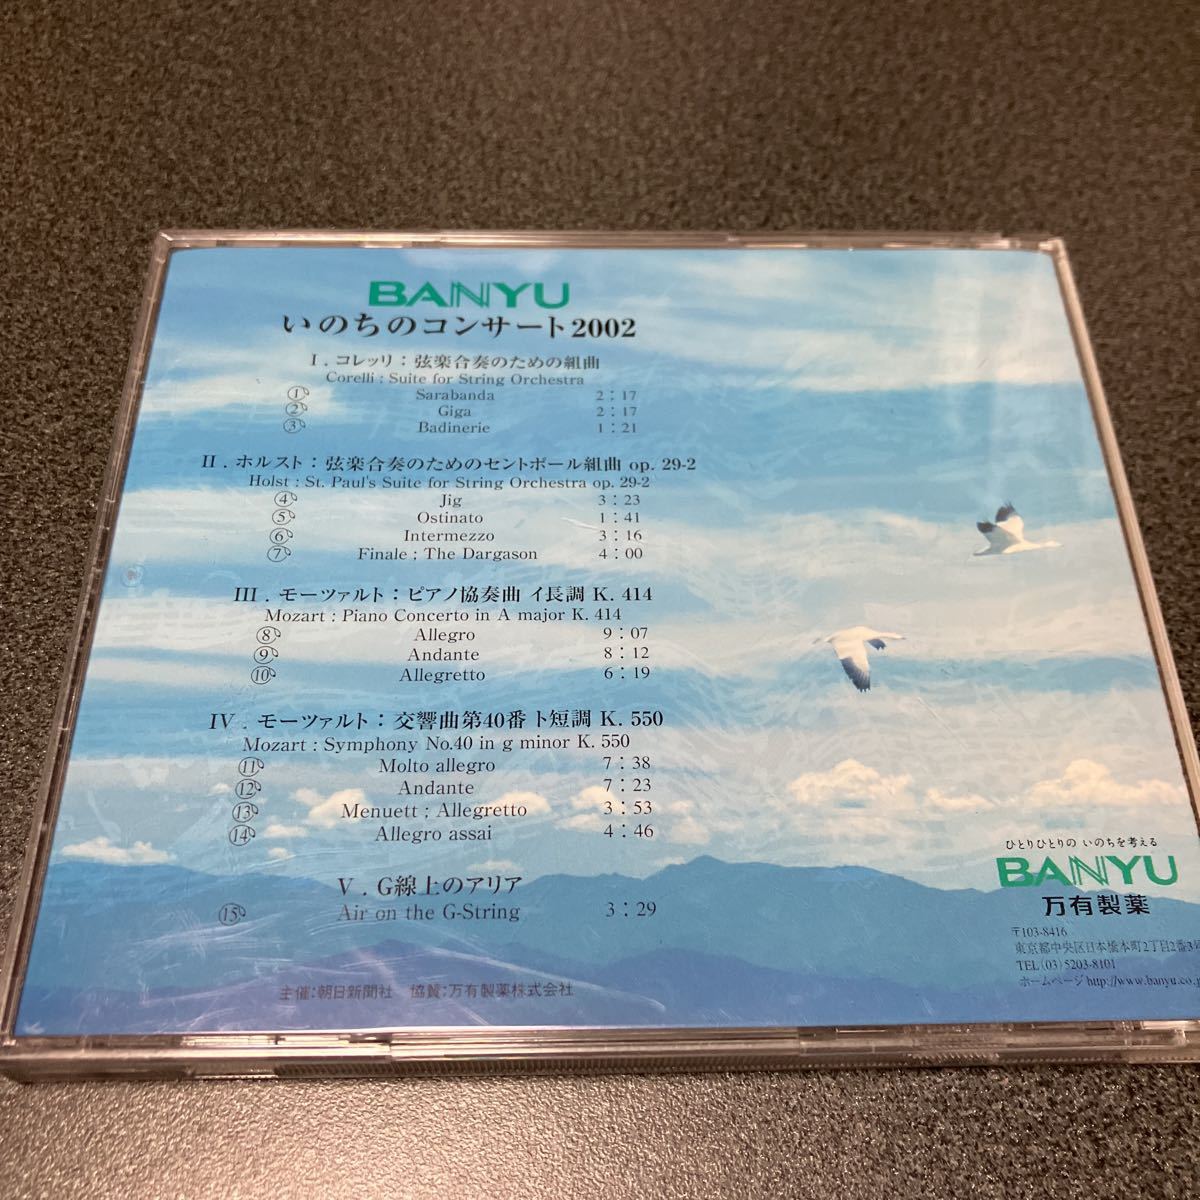 BANYU
いのちのコンサート2002
I. コレッリ：弦楽合奏のための組曲
Corelli : Suite for String Orchestra
① Sarabanda 2：17
② Giga 2：17
③ Badinerie 1：21
II. ホルスト：弦楽合奏のためのセントポール組曲 op. 29-2
Holst : St. Paul's Suite for String Orchestra op. 29-2
④ Jig 3：23
⑤ Ostinato 1：41
⑥ Intermezzo 3：16
⑦ Finale ; The Dargason 4：00
III. モーツァルト：ピアノ協奏曲 イ長調 K. 414
Mozart : Piano Concerto in A major K. 414
⑧ Allegro 9：07
⑨ Andante 8：12
⑩ Allegretto 6：19
IV. モーツァルト：交響曲第40番 ト短調 K. 550
Mozart : Symphony No.40 in g minor K. 550
⑪ Molto allegro 7：38
⑫ Andante 7：23
⑬ Menuett ; Allegretto 3：53
⑭ Allegro assai 4：46
V. G線上のアリア
⑮ Air on the G-String 3：29
主催：朝日新聞社 協賛：万有製薬株式会社
ひとりひとりの いのちを考える
BANYU
万有製薬
〒103-8416
東京都中央区日本橋本町2丁目2番3号
TEL (03) 5203-8101
ホームページ http://www.banyu.co.j